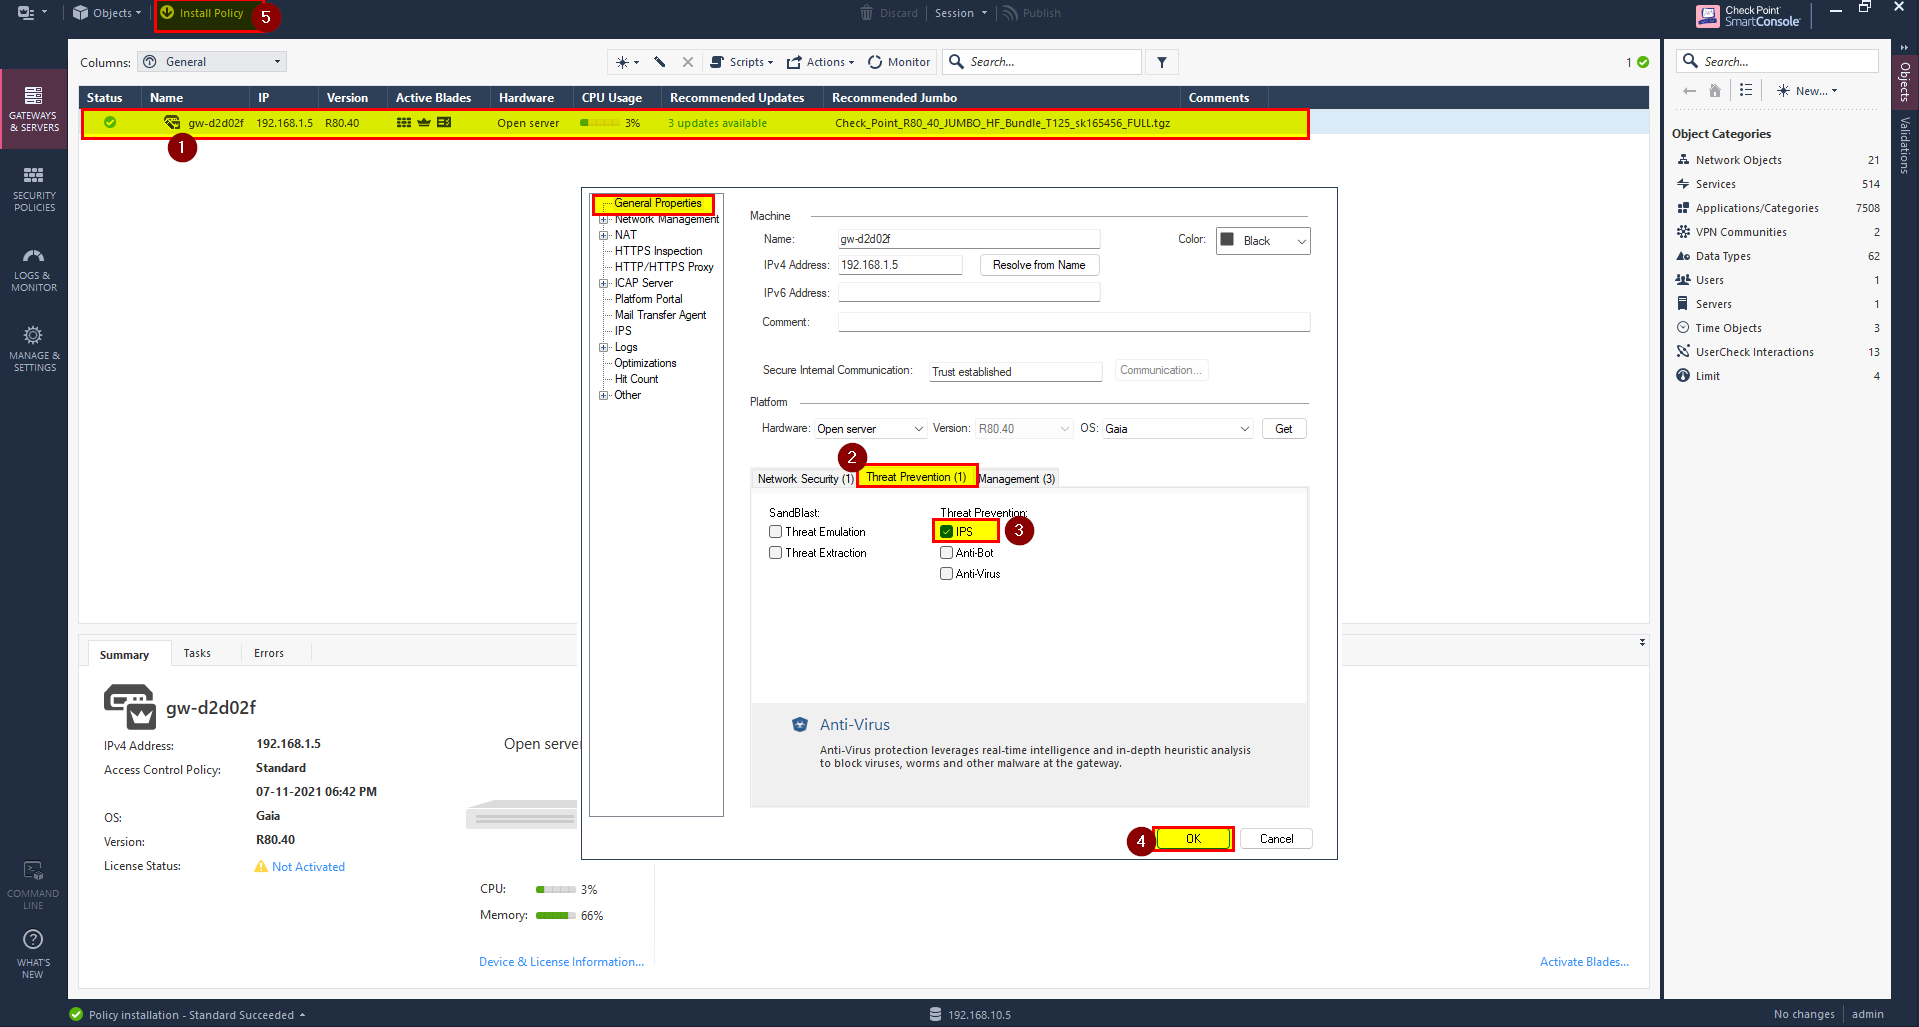 Objects
Install Policy
5
Discard
Session
Publish
Check Point
SmartConsole
Columns:
General
Scripts
Actions
Monitor
Search...
1
Status Name IP Version Active Blades Hardware CPU Usage Recommended Updates Recommended Jumbo Comments
gw-d2d02f 192.168.1.5 R80.40 Open server 3% 3 updates available Check_Point_R80_40_JUMBO_HF_Bundle_T125_sk165456_FULL.tgz
1
GATEWAYS
& SERVERS
SECURITY
POLICIES
LOGS &
MONITOR
MANAGE &
SETTINGS
COMMAND
LINE
WHAT'S
NEW
General Properties
Network Management
NAT
HTTPS Inspection
HTTP/HTTPS Proxy
ICAP Server
Platform Portal
Mail Transfer Agent
IPS
Logs
Optimizations
Hit Count
Other
Machine
Name: gw-d2d02f Color: Black
IPv4 Address: 192.168.1.5 Resolve from Name
IPv6 Address:
Comment:
Secure Internal Communication: Trust established Communication...
Platform
Hardware: Open server Version: R80.40 OS: Gaia Get
2
Network Security (1) Threat Prevention (1) Management (3)
SandBlast: Threat Prevention:
Threat Emulation IPS 3
Threat Extraction Anti-Bot
Anti-Virus
Anti-Virus
Anti-Virus protection leverages real-time intelligence and in-depth heuristic analysis
to block viruses, worms and other malware at the gateway.
4 OK Cancel
Summary Tasks Errors
gw-d2d02f
IPv4 Address: 192.168.1.5
Access Control Policy: Standard
07-11-2021 06:42 PM
OS: Gaia
Version: R80.40
License Status: Not Activated
Open server
CPU: 3%
Memory: 66%
Device & License Information...
Activate Blades...
Search...
New...
Object Categories
Network Objects 21
Services 514
Applications/Categories 7508
VPN Communities 2
Data Types 62
Users 1
Servers 1
Time Objects 3
UserCheck Interactions 13
Limit 4
Objects
Validations
Policy installation - Standard Succeeded
192.168.10.5
No changes
admin